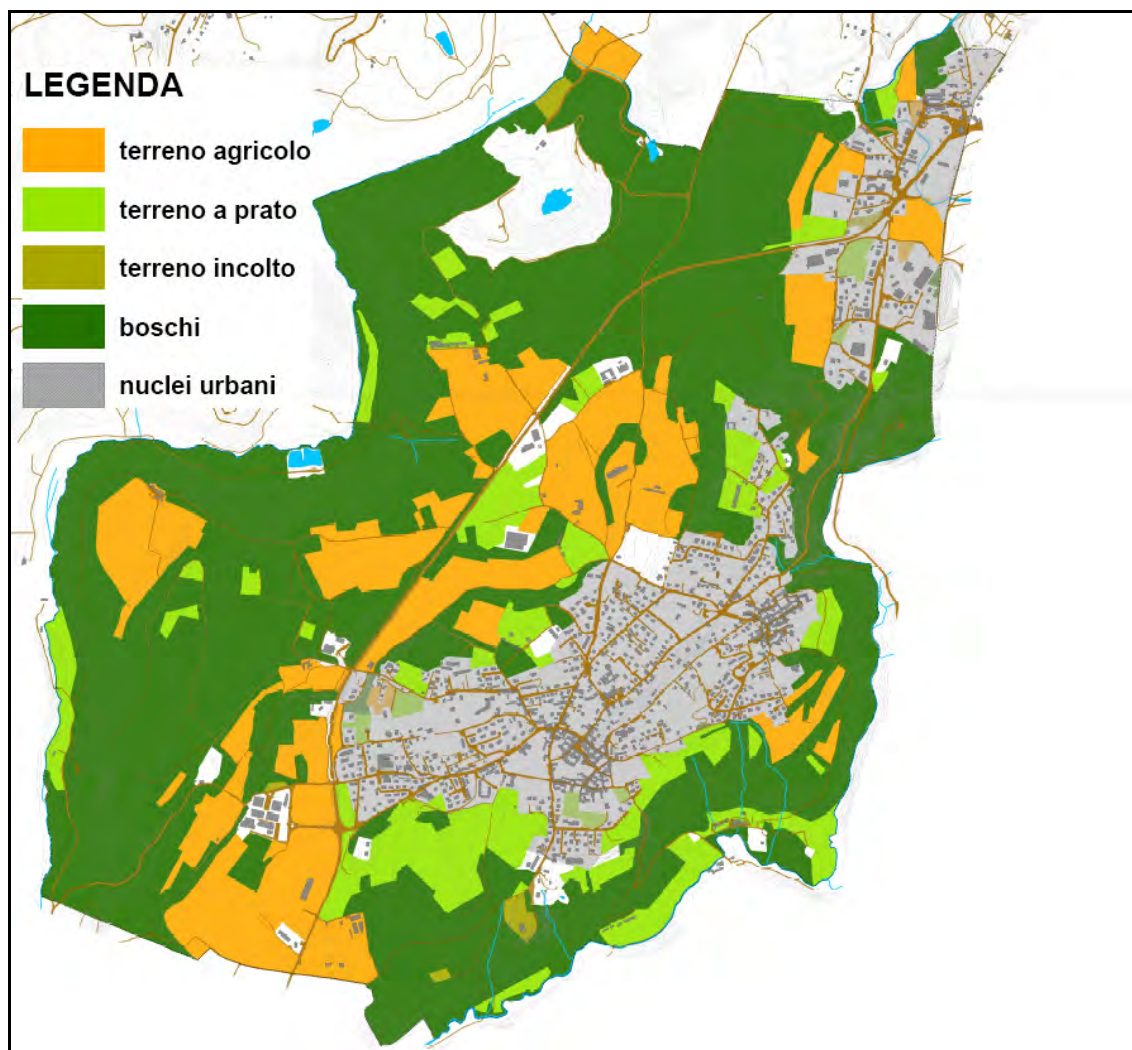 LEGENDA
terreno agricolo
terreno a prato
terreno incolto
boschi
nuclei urbani